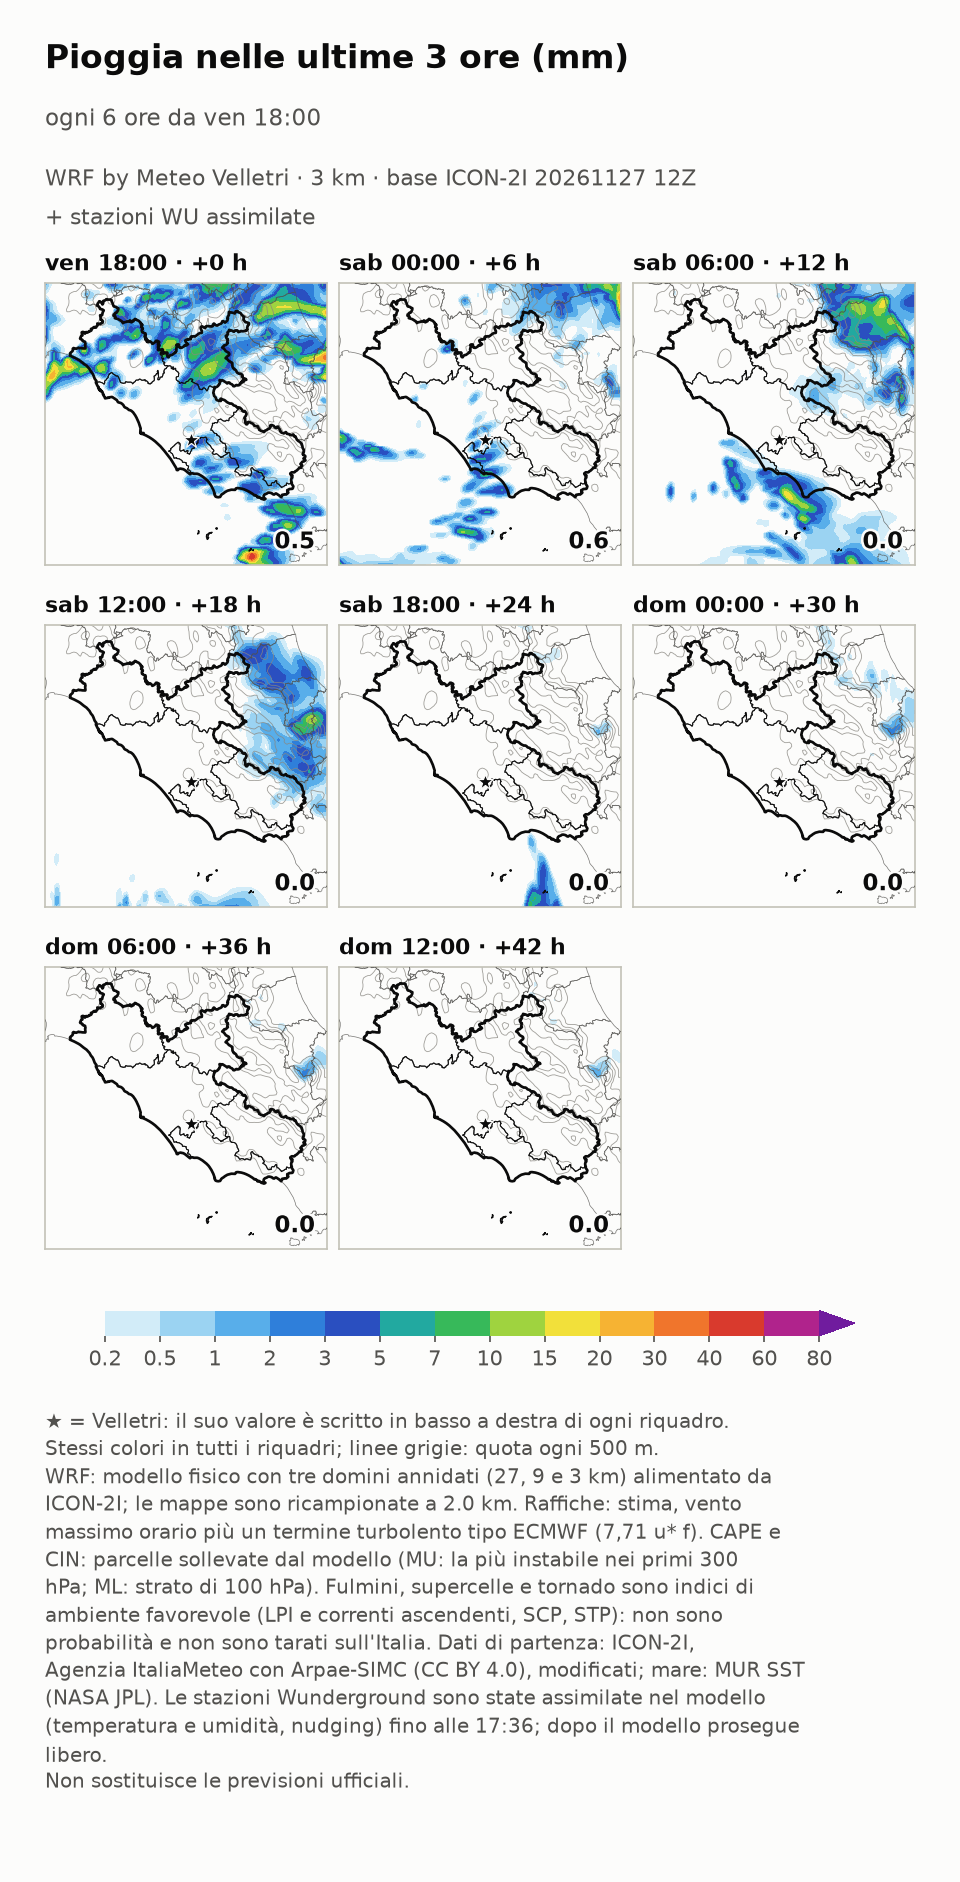 Pioggia nelle ultime 3 ore (mm)
ogni 6 ore da ven 18:00
WRF by Meteo Velletri · 3 km · base ICON-2I 20261127 12Z
+ stazioni WU assimilate
ven 18:00 · +0 h
sab 00:00 · +6 h
sab 06:00 · +12 h
0.5
0.6
0.0
sab 12:00 · +18 h
sab 18:00 · +24 h
dom 00:00 · +30 h
0.0
0.0
0.0
dom 06:00 · +36 h
dom 12:00 · +42 h
0.0
0.0
0.2 0.5 1 2 3 5 7 10 15 20 30 40 60 80
★ = Velletri: il suo valore è scritto in basso a destra di ogni riquadro.
Stessi colori in tutti i riquadri; linee grigie: quota ogni 500 m.
WRF: modello fisico con tre domini annidati (27, 9 e 3 km) alimentato da
ICON-2I; le mappe sono ricampionate a 2.0 km. Raffiche: stima, vento
massimo orario più un termine turbolento tipo ECMWF (7,71 u* f). CAPE e
CIN: parcelle sollevate dal modello (MU: la più instabile nei primi 300
hPa; ML: strato di 100 hPa). Fulmini, supercelle e tornado sono indici di
ambiente favorevole (LPI e correnti ascendenti, SCP, STP): non sono
probabilità e non sono tarati sull'Italia. Dati di partenza: ICON-2I,
Agenzia ItaliaMeteo con Arpae-SIMC (CC BY 4.0), modificati; mare: MUR SST
(NASA JPL). Le stazioni Wunderground sono state assimilate nel modello
(temperatura e umidità, nudging) fino alle 17:36; dopo il modello prosegue
libero.
Non sostituisce le previsioni ufficiali.